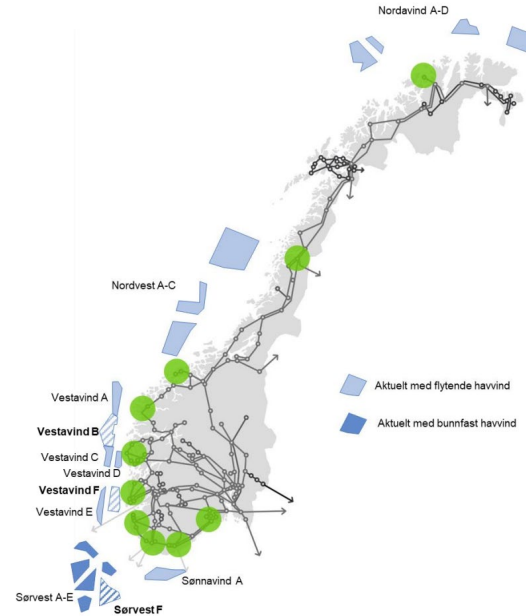 Nordavind A-D
Nordvest A-C
Vestavind A
Vestavind B
Vestavind C
Vestavind D
Vestavind F
Vestavind E
Sørvest A-E
Sørvest F
Sønnavind A
Aktuelt med flytende havvind
Aktuelt med bunnfast havvind